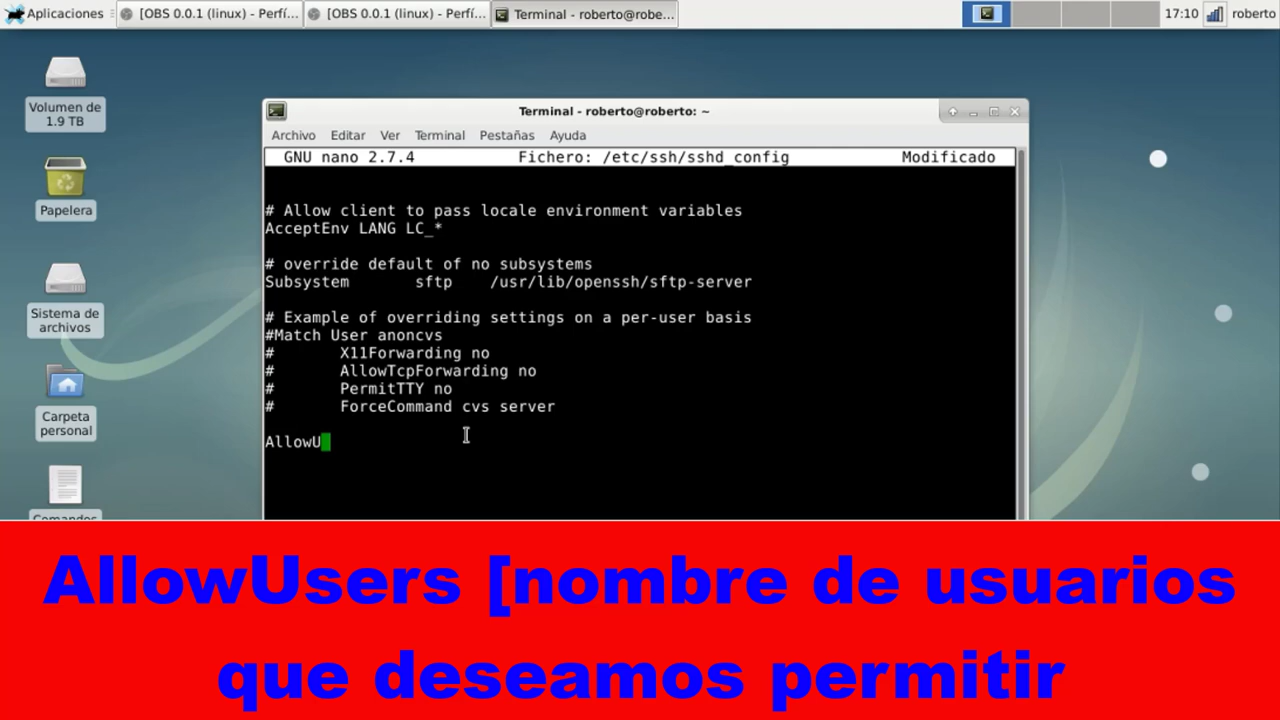 Aplicaciones
[OBS 0.0.1 (linux) - Perfí...
[OBS 0.0.1 (linux) - Perfí...
Terminal - roberto@robe...
17:10
roberto
Volumen de
1.9 TB
Papelera
Sistema de
archivos
Carpeta
personal
Comandos
Terminal - roberto@roberto: ~
Archivo Editar Ver Terminal Pestañas Ayuda
GNU nano 2.7.4 Fichero: /etc/ssh/sshd_config Modificado
# Allow client to pass locale environment variables
AcceptEnv LANG LC_*
# override default of no subsystems
Subsystem sftp /usr/lib/openssh/sftp-server
# Example of overriding settings on a per-user basis
#Match User anoncvs
# X11Forwarding no
# AllowTcpForwarding no
# PermitTTY no
# ForceCommand cvs server
AllowU
AllowUsers [nombre de usuarios
que deseamos permitir